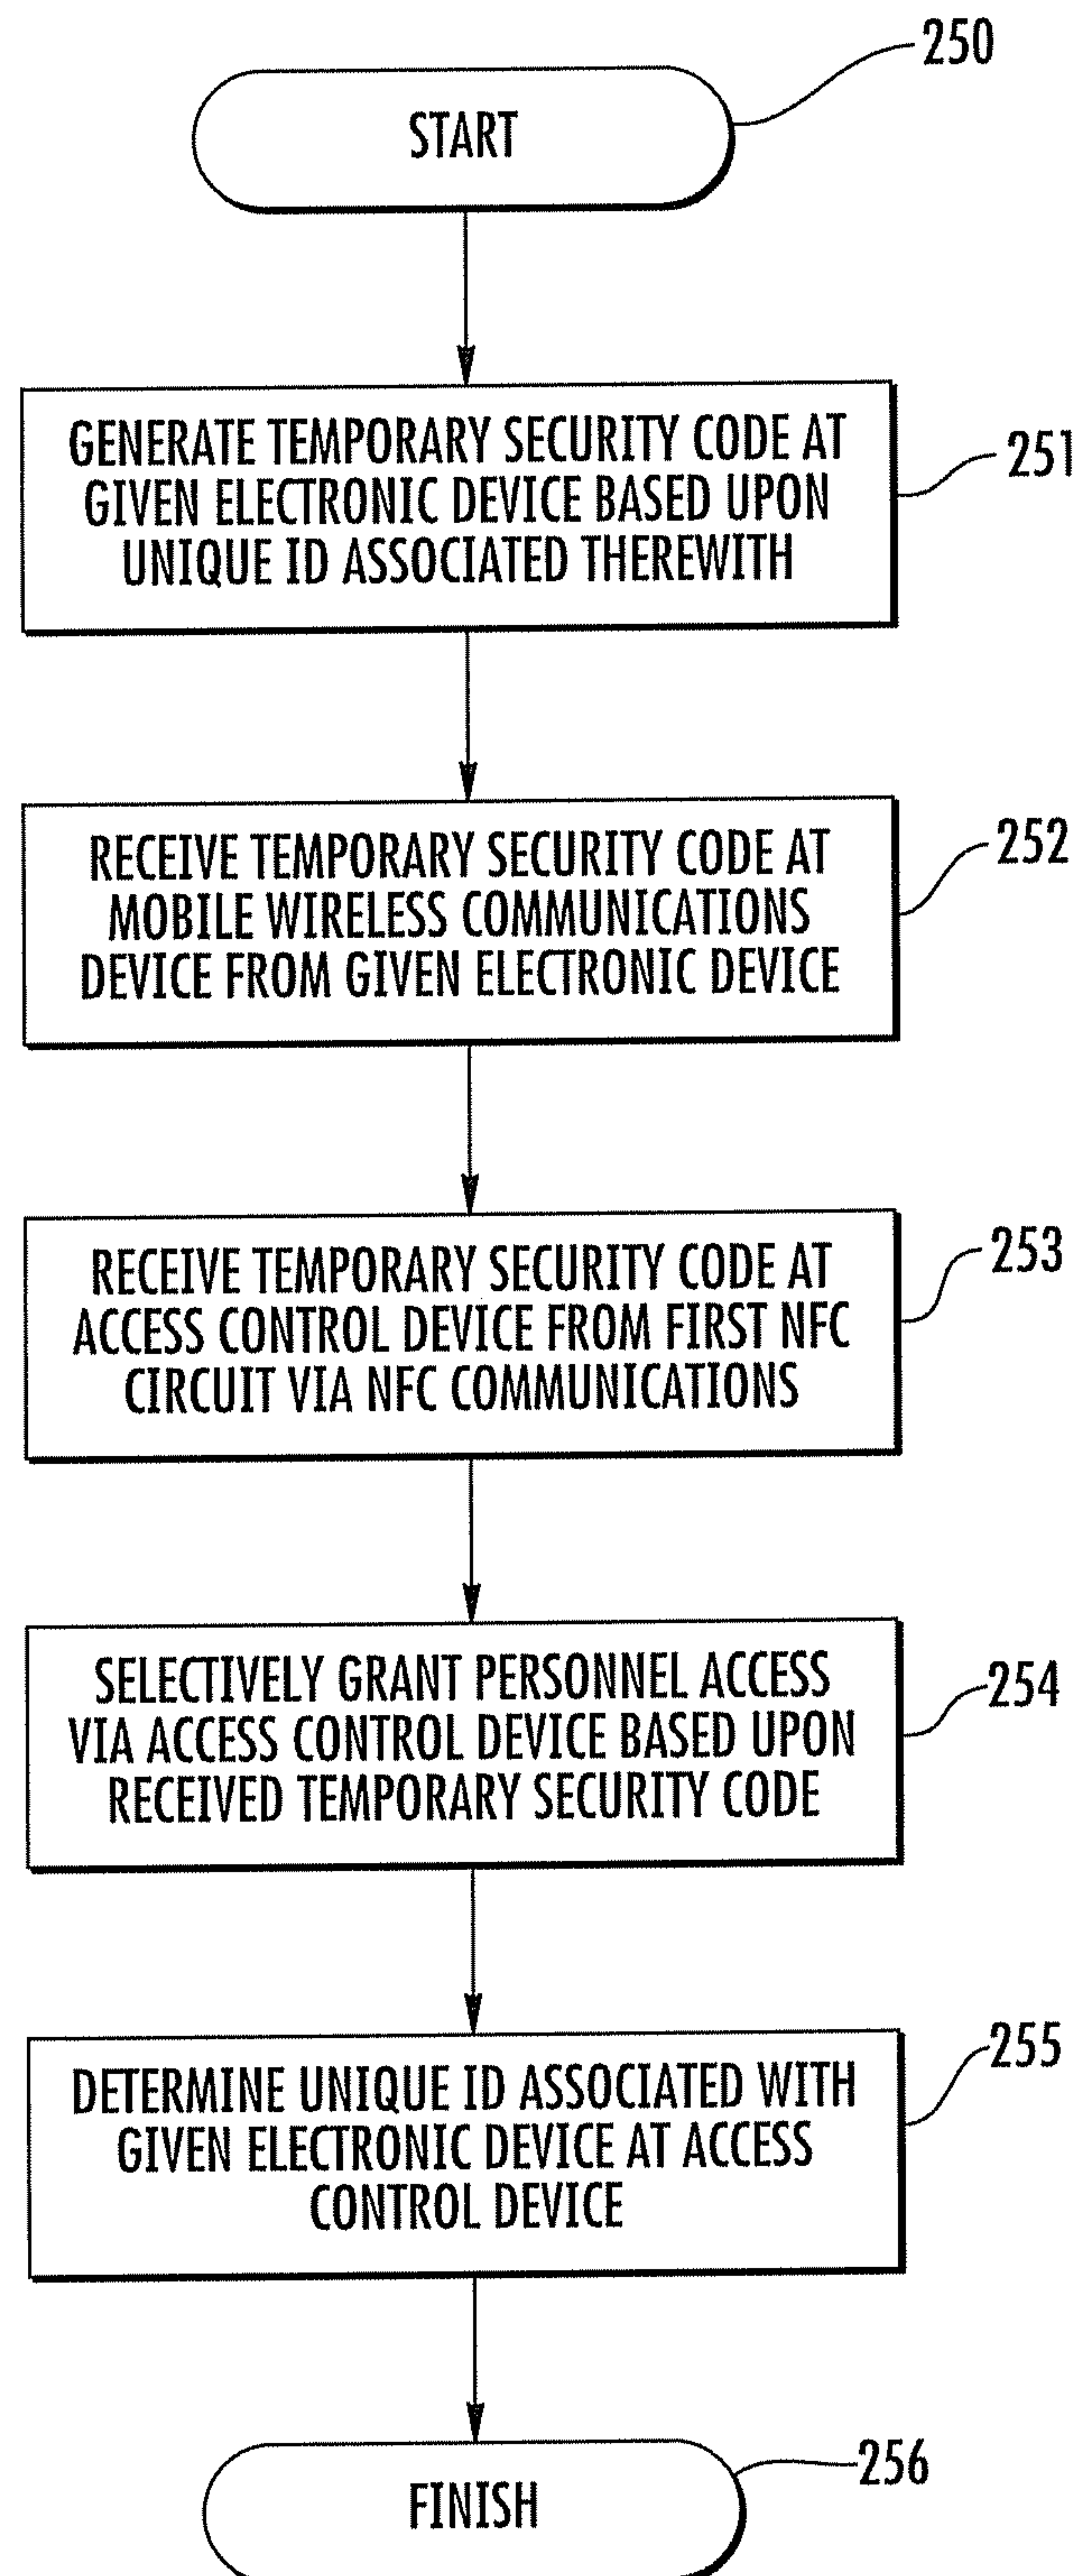 250
START
GENERATE TEMPORARY SECURITY CODE AT
GIVEN ELECTRONIC DEVICE BASED UPON
UNIQUE ID ASSOCIATED THEREWITH
251
RECEIVE TEMPORARY SECURITY CODE AT
MOBILE WIRELESS COMMUNICATIONS
DEVICE FROM GIVEN ELECTRONIC DEVICE
252
RECEIVE TEMPORARY SECURITY CODE AT
ACCESS CONTROL DEVICE FROM FIRST NFC
CIRCUIT VIA NFC COMMUNICATIONS
253
SELECTIVELY GRANT PERSONNEL ACCESS
VIA ACCESS CONTROL DEVICE BASED UPON
RECEIVED TEMPORARY SECURITY CODE
254
DETERMINE UNIQUE ID ASSOCIATED WITH
GIVEN ELECTRONIC DEVICE AT ACCESS
CONTROL DEVICE
255
FINISH
256